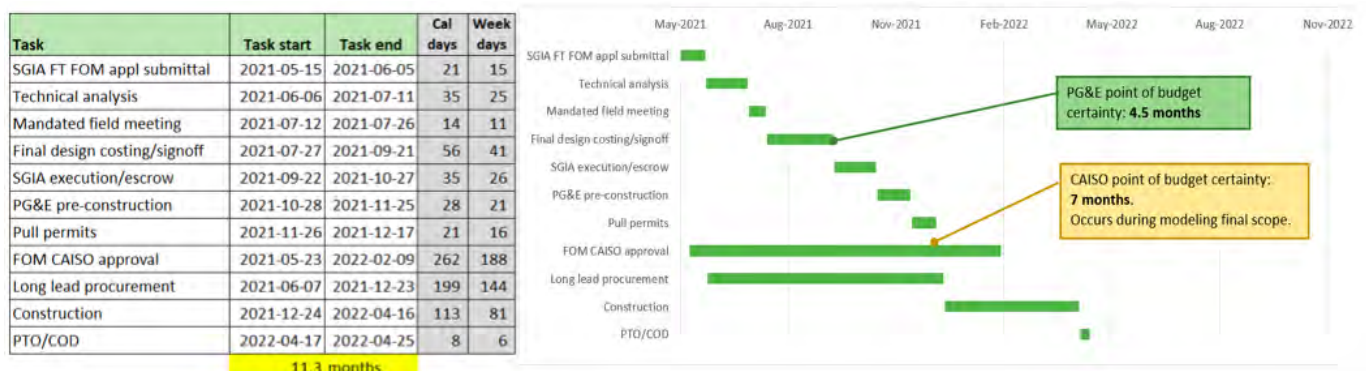 Task Task start Task end Cal days Week days
SGIA FT FOM appl submittal 2021-05-15 2021-06-05 21 15
Technical analysis 2021-06-06 2021-07-11 35 25
Mandated field meeting 2021-07-12 2021-07-26 14 11
Final design costing/signoff 2021-07-27 2021-09-21 56 41
SGIA execution/escrow 2021-09-22 2021-10-27 35 26
PG&E pre-construction 2021-10-28 2021-11-25 28 21
Pull permits 2021-11-26 2021-12-17 21 16
FOM CAISO approval 2021-05-23 2022-02-09 262 188
Long lead procurement 2021-06-07 2021-12-23 199 144
Construction 2021-12-24 2022-04-16 113 81
PTO/COD 2022-04-17 2022-04-25 8 6
11.3 months
May-2021 Aug-2021 Nov-2021 Feb-2022 May-2022 Aug-2022 Nov-2022
SGIA FT FOM appl submittal
Technical analysis
Mandated field meeting
Final design costing/signoff
SGIA execution/escrow
PG&E pre-construction
Pull permits
FOM CAISO approval
Long lead procurement
Construction
PTO/COD
PG&E point of budget
certainty: 4.5 months
CAISO point of budget certainty:
7 months.
Occurs during modeling final scope.